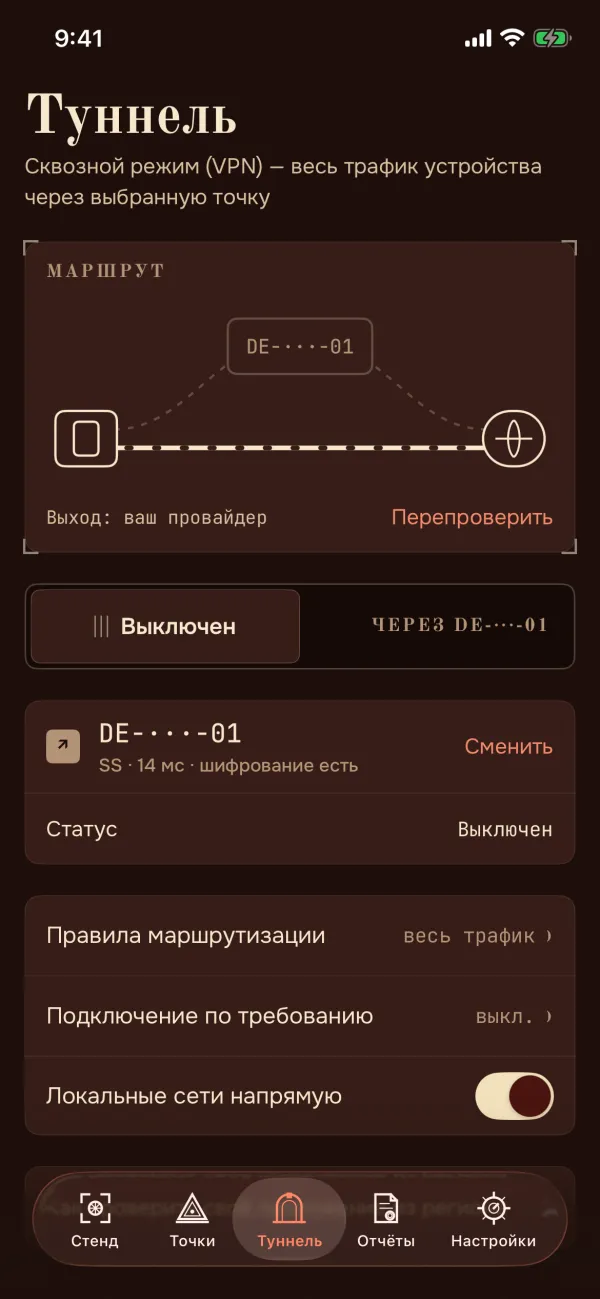 9:41
Туннель
Сквозной режим (VPN) — весь трафик устройства
через выбранную точку
МАРШРУТ
DE-····-01
Выход: ваш провайдер
Перепроверить
Выключен
ЧЕРЕЗ DE-····-01
DE-····-01
SS · 14 мс · шифрование есть
Сменить
Статус
Выключен
Правила маршрутизации
весь трафик
Подключение по требованию
выкл.
Локальные сети напрямую
Стенд
Точки
Туннель
Отчёты
Настройки